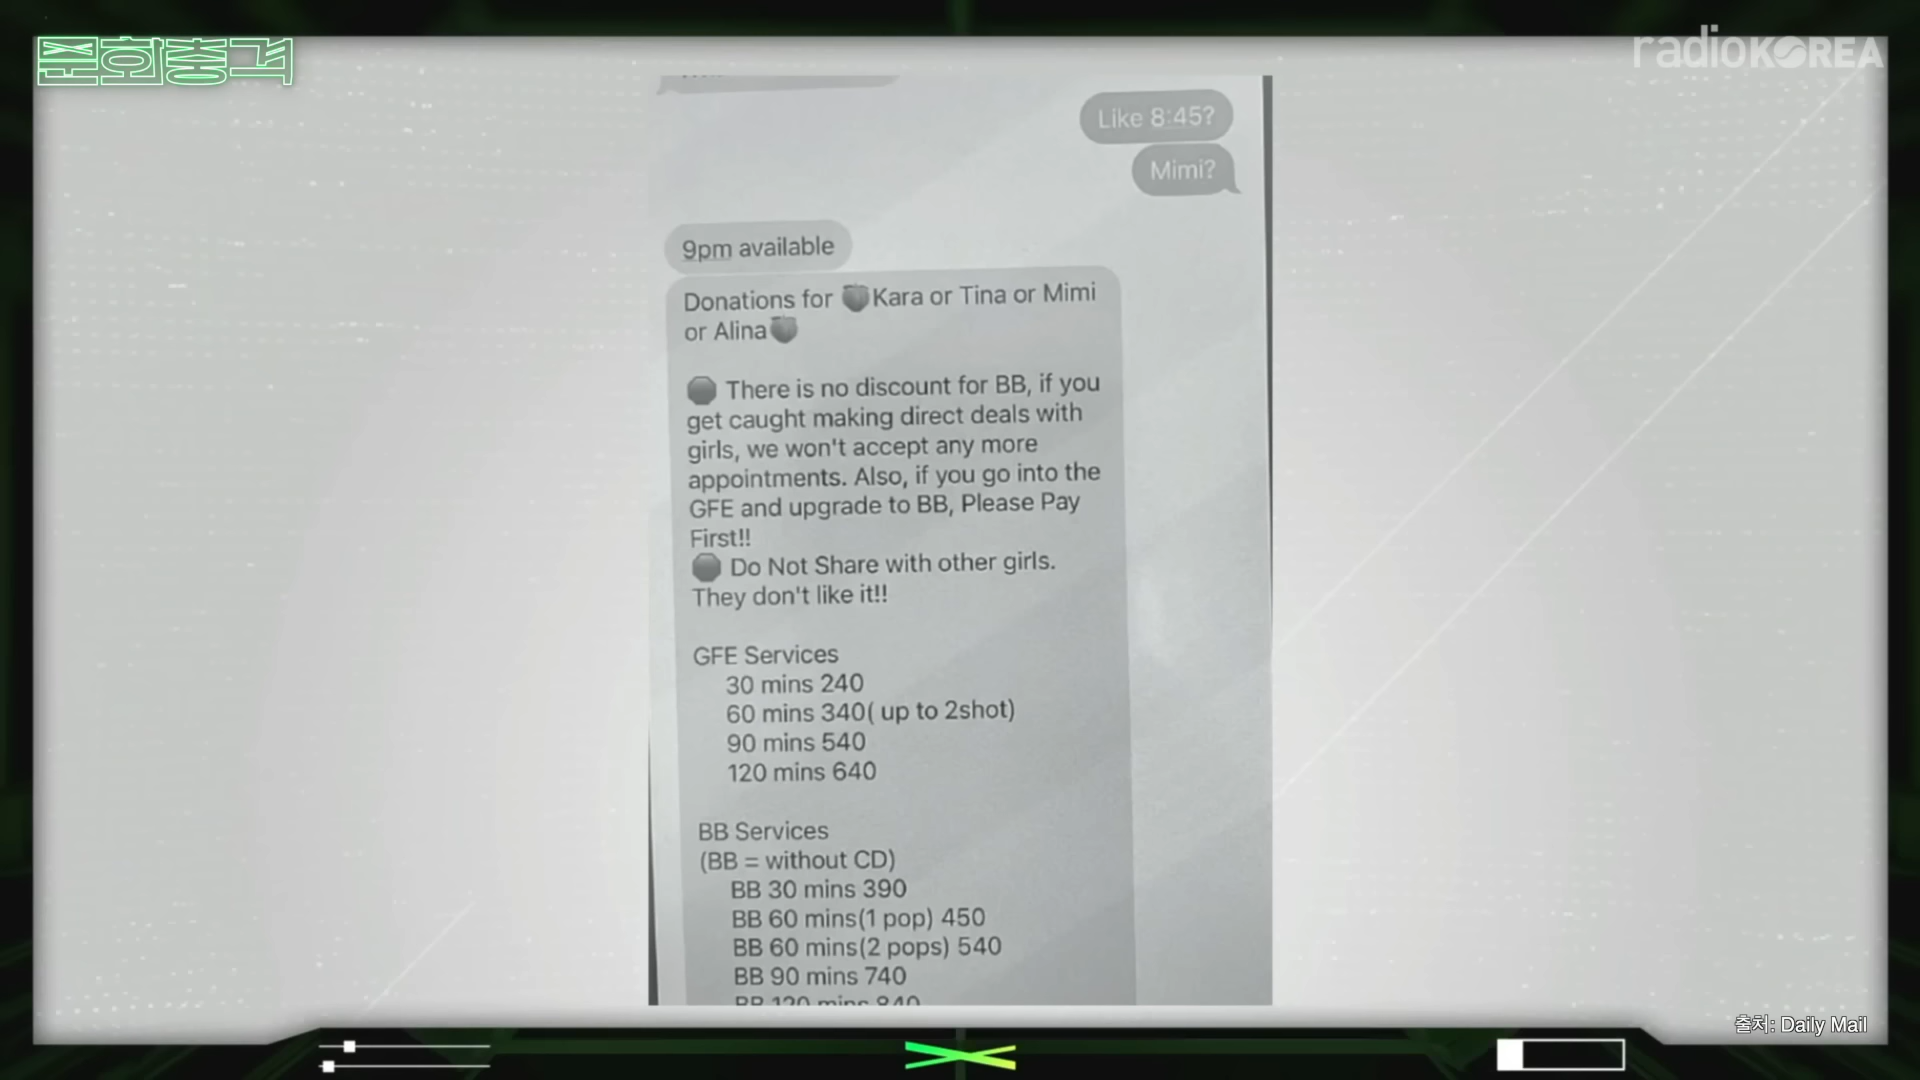 문화충격
radioKOREA
Like 8:45?
Mimi?
9pm available
Donations for 🍑Kara or Tina or Mimi
or Alina🍑
🛑 There is no discount for BB, if you
get caught making direct deals with
girls, we won't accept any more
appointments. Also, if you go into the
GFE and upgrade to BB, Please Pay
First!!
🛑 Do Not Share with other girls.
They don't like it!!
GFE Services
30 mins 240
60 mins 340( up to 2shot)
90 mins 540
120 mins 640
BB Services
(BB = without CD)
BB 30 mins 390
BB 60 mins(1 pop) 450
BB 60 mins(2 pops) 540
BB 90 mins 740
BB 120 mins 840
출처: Daily Mail